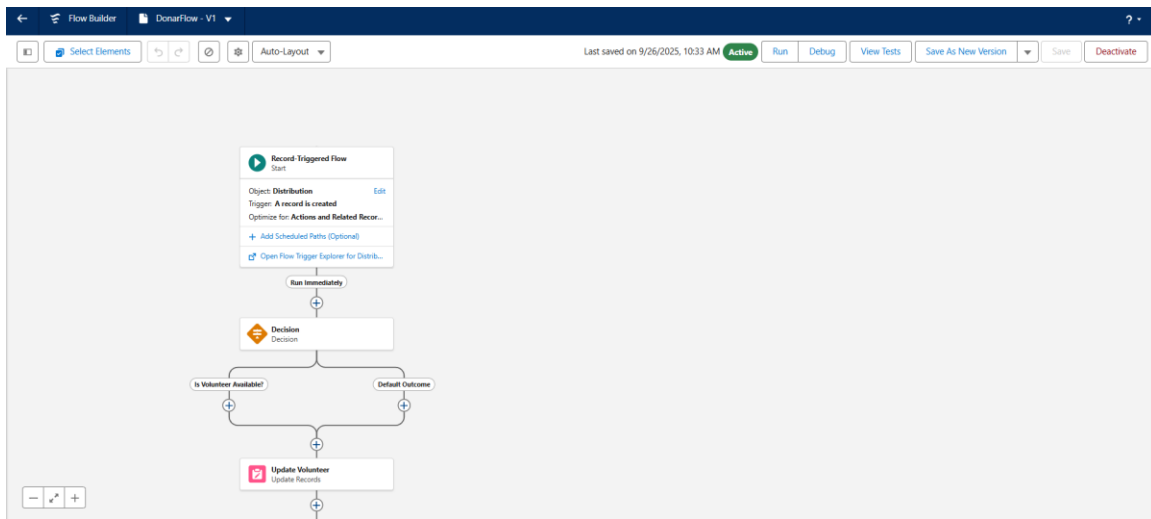 Flow Builder DonarFlow - V1 ?
Select Elements Auto-Layout Last saved on 9/26/2025, 10:33 AM Active Run Debug View Tests Save As New Version Save Deactivate
Record-Triggered Flow
Start
Object: Distribution Edit
Trigger: A record is created
Optimize for: Actions and Related Recor...
+ Add Scheduled Paths (Optional)
Open Flow Trigger Explorer for Distrib...
Run Immediately
Decision
Decision
Is Volunteer Available? Default Outcome
Update Volunteer
Update Records